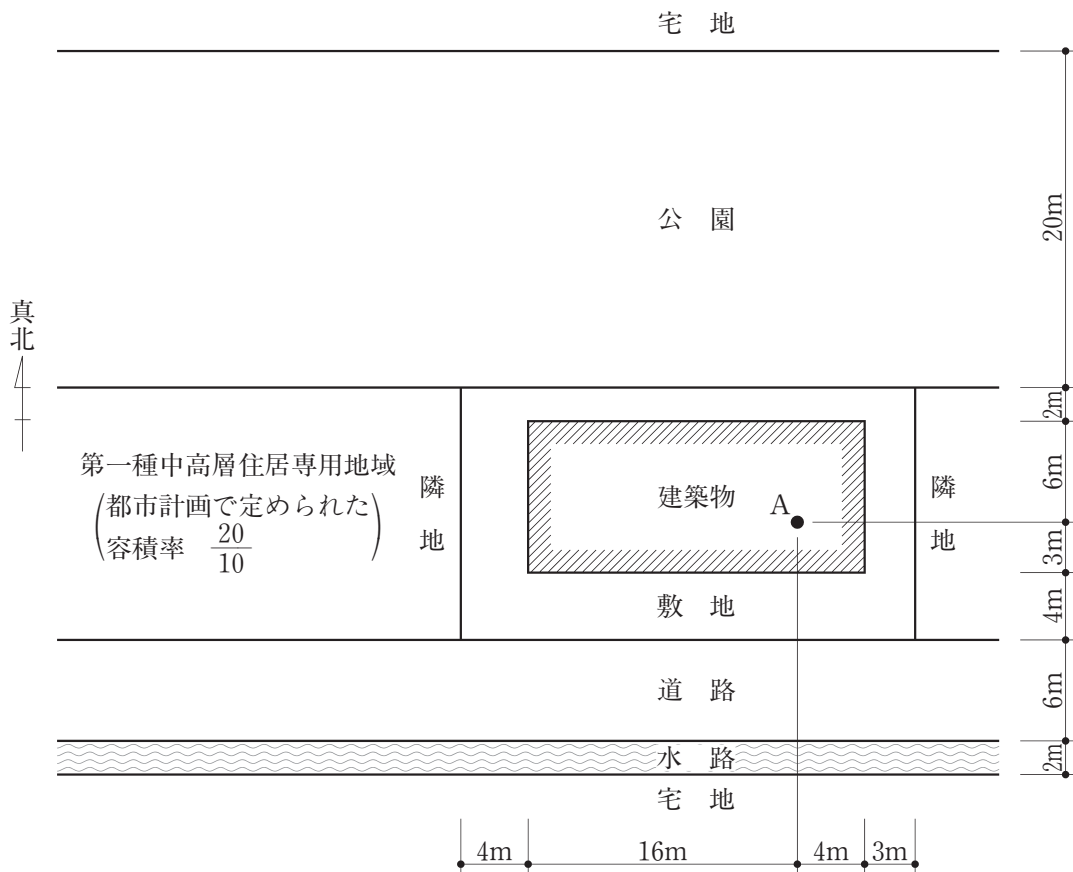 宅 地
公 園
20m
真北
2m
第一種中高層住居専用地域
(都市計画で定められた
容積率 20/10)
隣地
建築物
A
隣地
6m
3m
敷 地
4m
道 路
6m
水 路
2m
宅 地
4m
16m
4m
3m